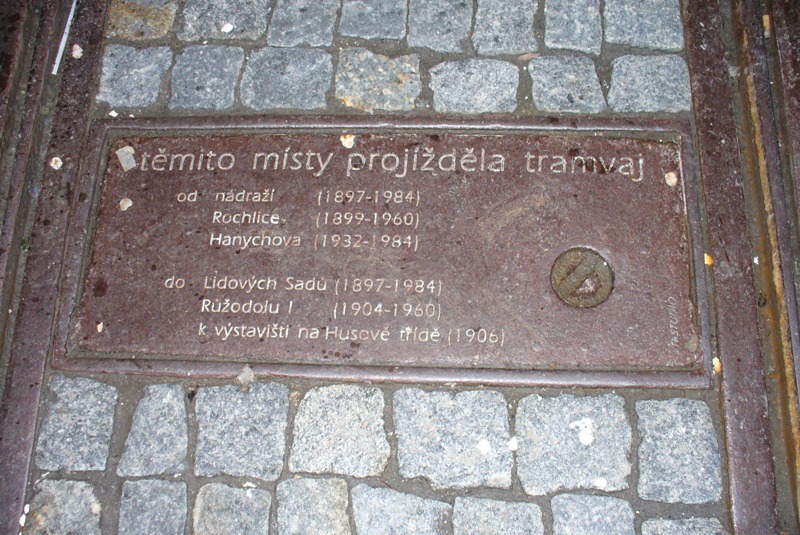 těmito místy projížděla tramvaj
od nádraží (1897-1984)
Rochlice (1899-1960)
Hanychova (1932-1984)
do Lidových Sadů (1897-1984)
Růžodolu I (1904-1960)
k výstavišti na Husově třídě (1906)